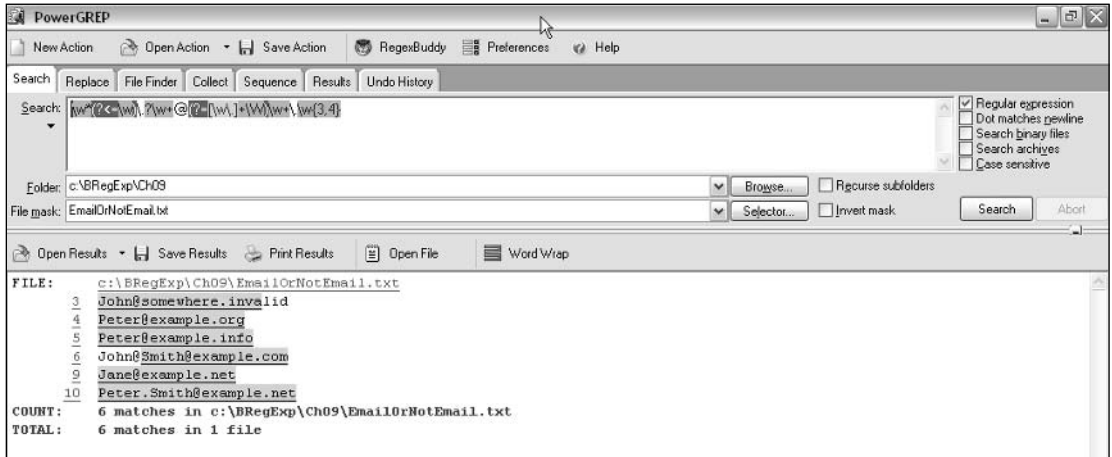 PowerGREP
New Action Open Action Save Action RegexBuddy Preferences Help
Search Replace File Finder Collect Sequence Results Undo History
Search: \w*(?<=\w)\.?\w+@(?=[\w\.]+\W)\w+\.\w{3,4}
Regular expression
Dot matches newline
Search binary files
Search archives
Case sensitive
Folder: c:\BRegExp\Ch09 Browse... Recurse subfolders
File mask: EmailOrNotEmail.txt Selector... Invert mask Search Abort
Open Results Save Results Print Results Open File Word Wrap
FILE: c:\BRegExp\Ch09\EmailOrNotEmail.txt
3 John@somewhere.invalid
4 Peter@example.org
5 Peter@example.info
6 John@Smith@example.com
9 Jane@example.net
10 Peter.Smith@example.net
COUNT: 6 matches in c:\BRegExp\Ch09\EmailOrNotEmail.txt
TOTAL: 6 matches in 1 file